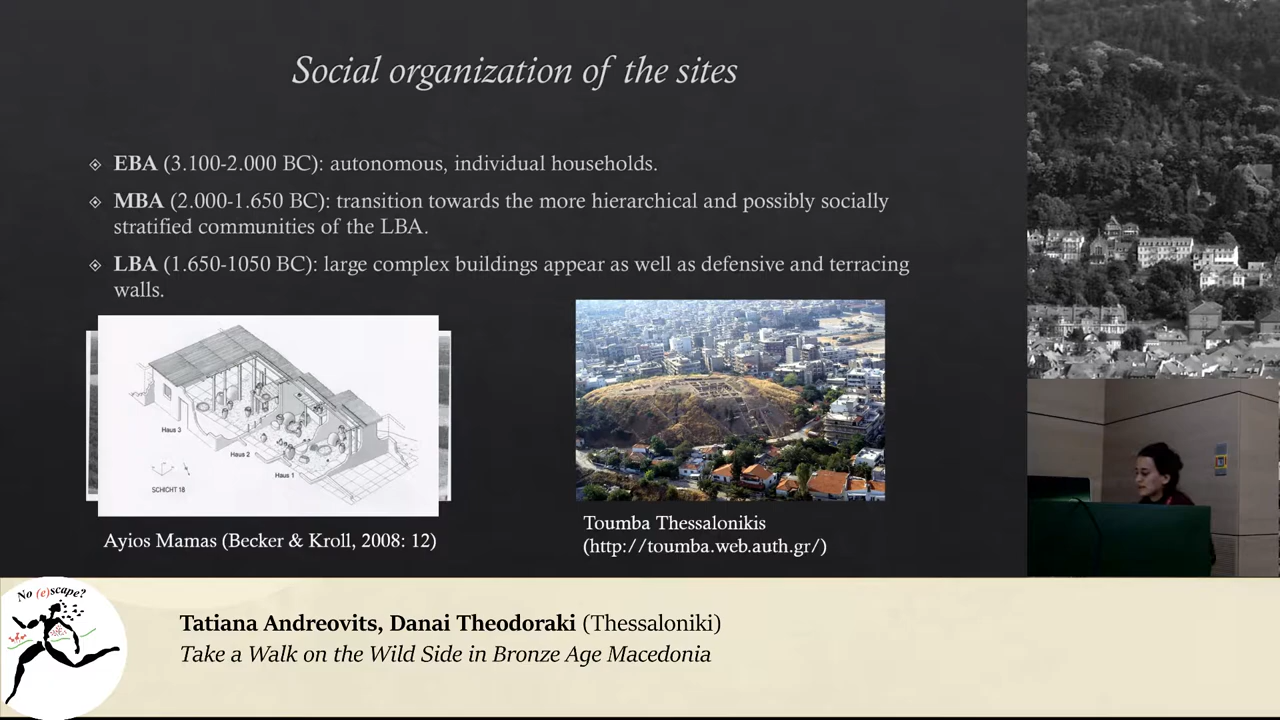 Social organization of the sites
EBA (3.100-2.000 BC): autonomous, individual households.
MBA (2.000-1.650 BC): transition towards the more hierarchical and possibly socially
stratified communities of the LBA.
LBA (1.650-1050 BC): large complex buildings appear as well as defensive and terracing
walls.
Haus 3
Haus 2
Haus 1
SCHICHT 18
Ayios Mamas (Becker & Kroll, 2008: 12)
Toumba Thessalonikis
(http://toumba.web.auth.gr/)
No (e)scape?
Tatiana Andreovits, Danai Theodoraki (Thessaloniki)
Take a Walk on the Wild Side in Bronze Age Macedonia